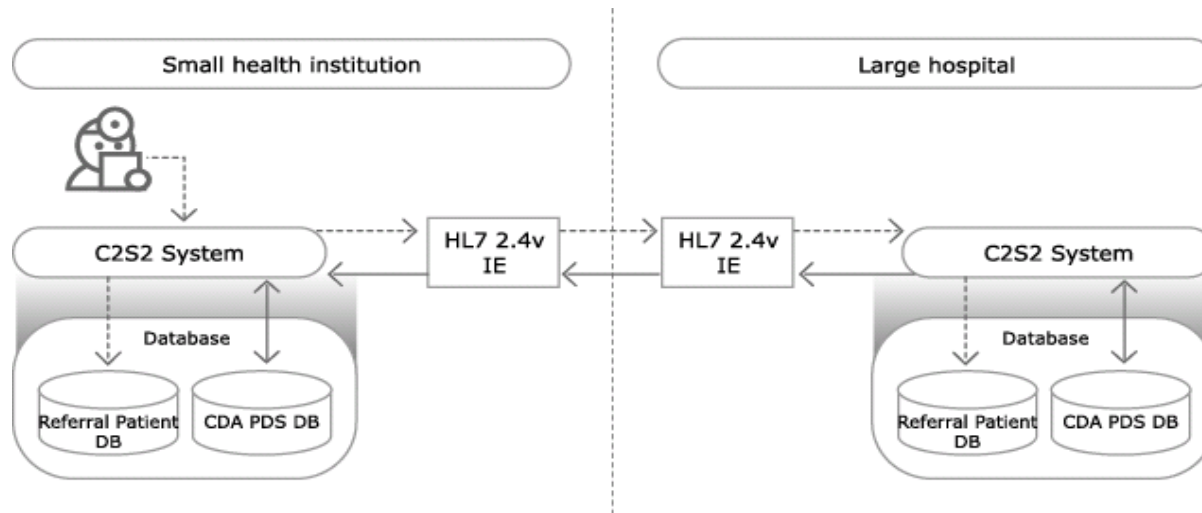 Small health institution
Large hospital
C2S2 System
HL7 2.4v
IE
HL7 2.4v
IE
C2S2 System
Database
Referral Patient
DB
CDA PDS DB
Database
Referral Patient
DB
CDA PDS DB